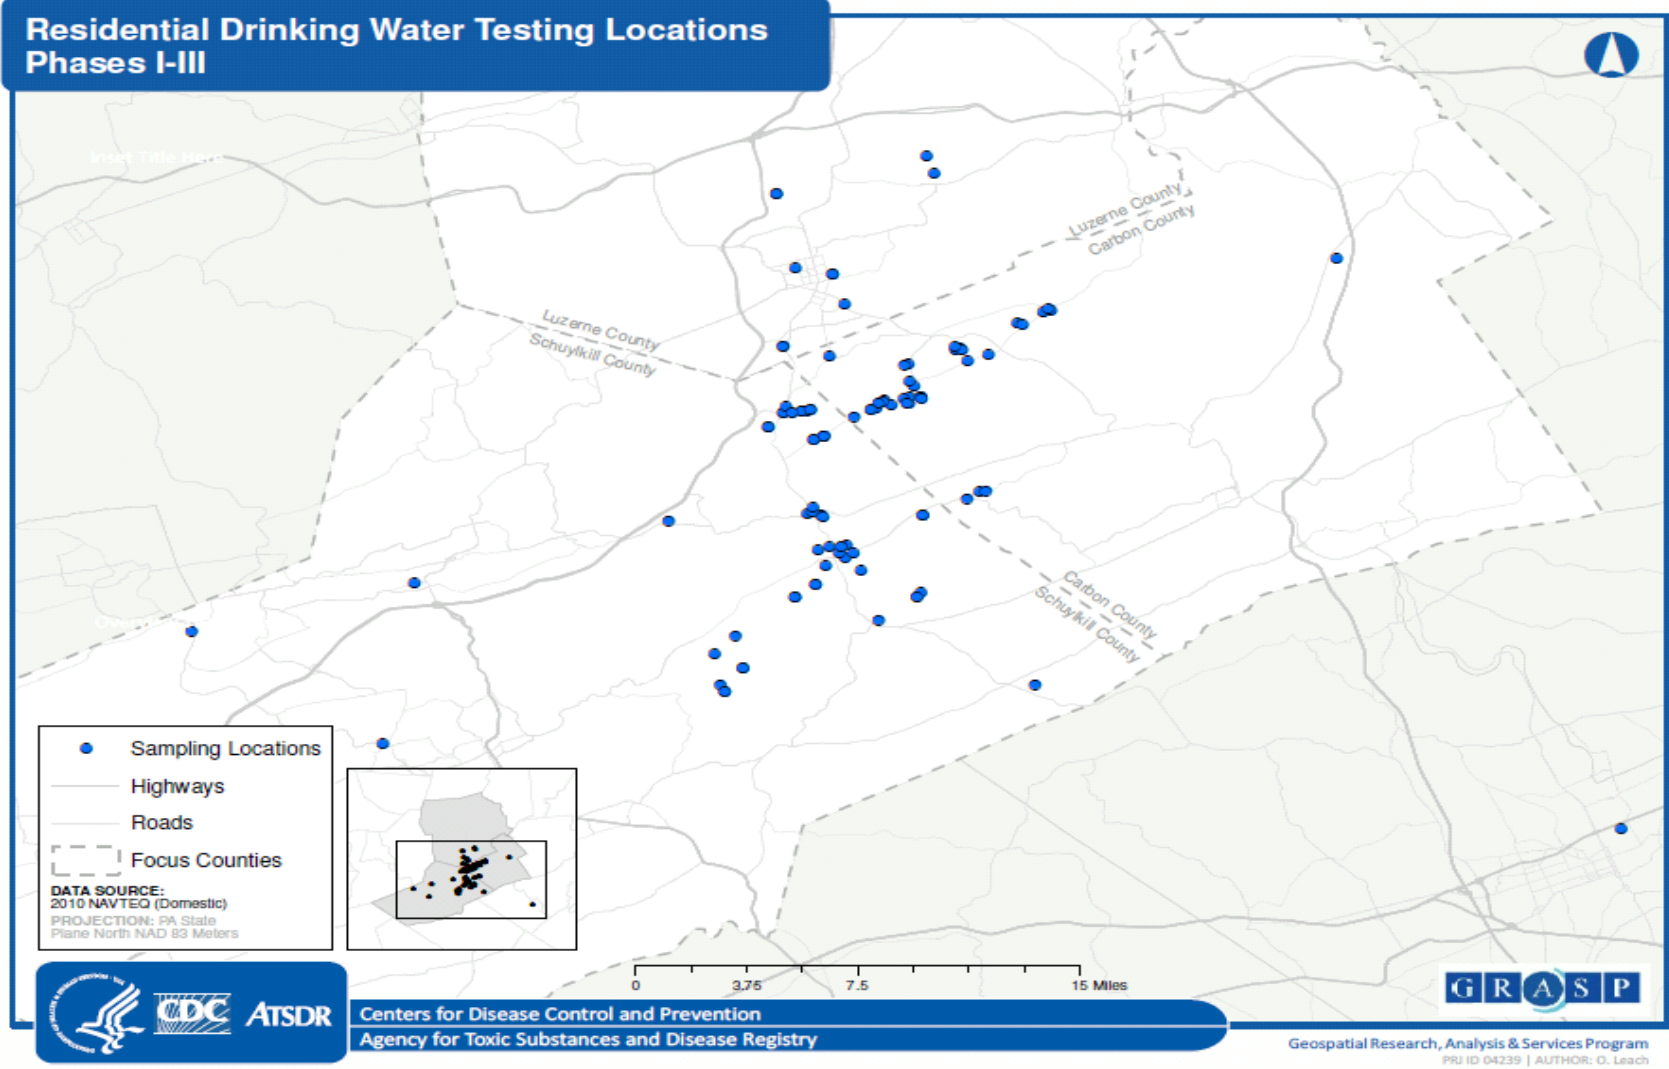 Residential Drinking Water Testing Locations
Phases I-III
Inset Title Here
Luzerne County
Carbon County
Luzerne County
Schuylkill County
Carbon County
Schuylkill County
Sampling Locations
Highways
Roads
Focus Counties
DATA SOURCE:
2010 NAVTEQ (Domestic)
PROJECTION: PA State
Plane North NAD 83 Meters
0 3.75 7.5 15 Miles
CDC ATSDR
Centers for Disease Control and Prevention
Agency for Toxic Substances and Disease Registry
GRASP
Geospatial Research, Analysis & Services Program
PRJ ID 04239 | AUTHOR: O. Leach